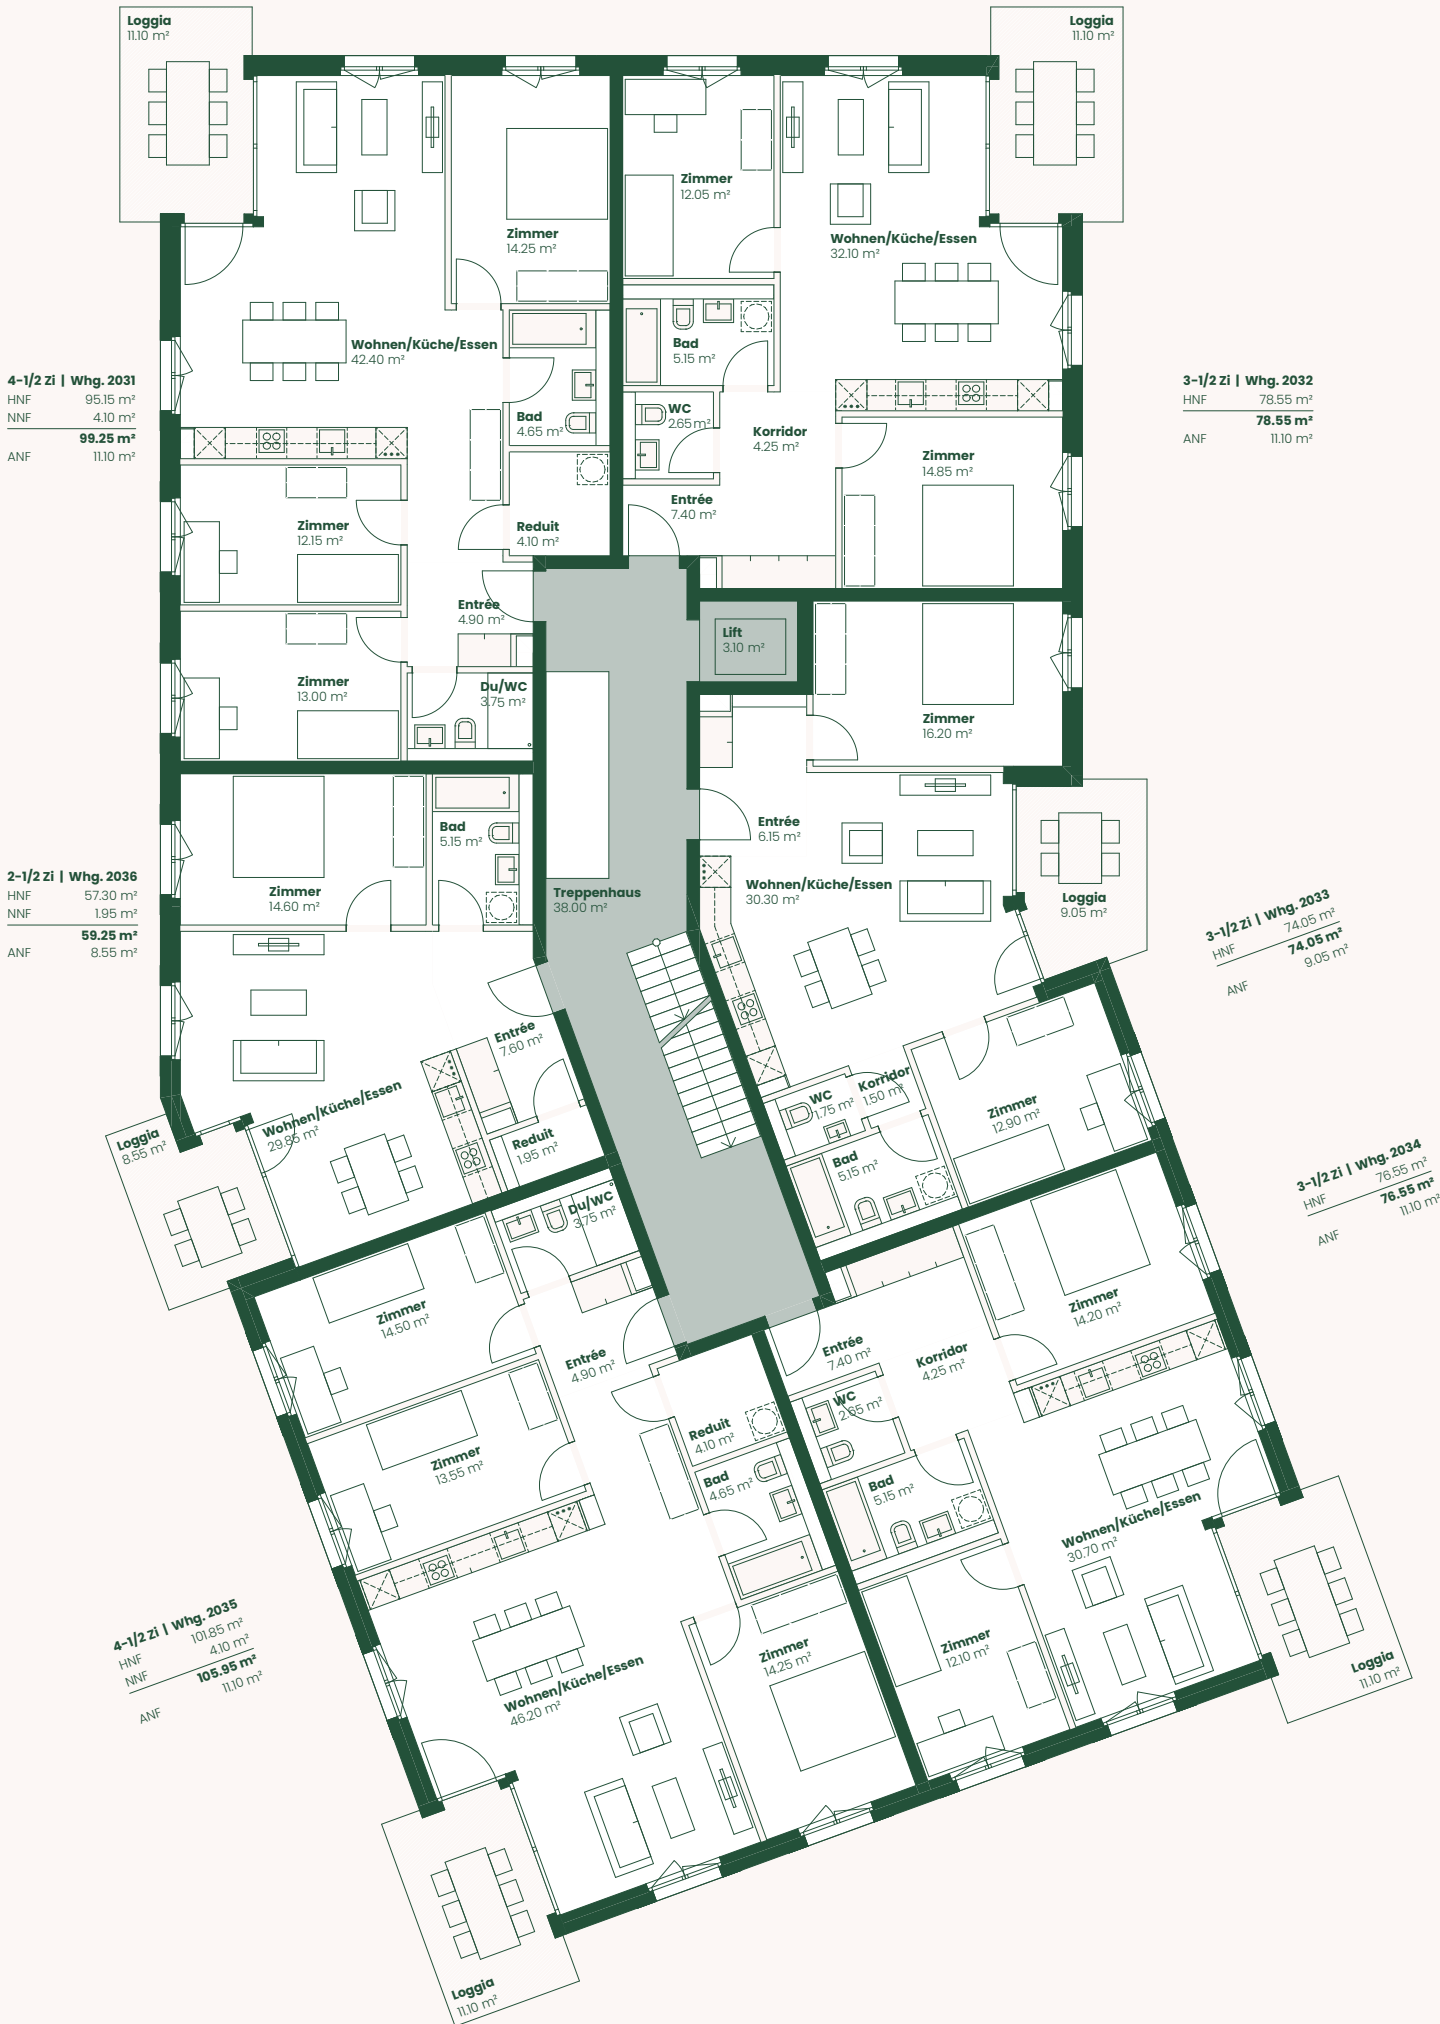 Loggia
11.10 m²
Loggia
11.10 m²
Zimmer
12.05 m²
Zimmer
14.25 m²
Wohnen/Küche/Essen
32.10 m²
Wohnen/Küche/Essen
42.40 m²
Bad
5.15 m²
4-1/2 Zi | Whg. 2031
HNF 95.15 m²
NNF 4.10 m²
99.25 m²
ANF 11.10 m²
3-1/2 Zi | Whg. 2032
HNF 78.55 m²
78.55 m²
ANF 11.10 m²
Bad
4.65 m²
WC
2.65 m²
Korridor
4.25 m²
Zimmer
14.85 m²
Entrée
7.40 m²
Zimmer
12.15 m²
Reduit
4.10 m²
Entrée
4.90 m²
Lift
3.10 m²
Zimmer
13.00 m²
Du/WC
3.75 m²
Zimmer
16.20 m²
Bad
5.15 m²
Entrée
6.15 m²
2-1/2 Zi | Whg. 2036
HNF 57.30 m²
NNF 1.95 m²
59.25 m²
ANF 8.55 m²
Zimmer
14.60 m²
Treppenhaus
38.00 m²
Wohnen/Küche/Essen
30.30 m²
Loggia
9.05 m²
3-1/2 Zi | Whg. 2033
HNF 74.05 m²
74.05 m²
ANF 9.05 m²
Entrée
7.60 m²
Wohnen/Küche/Essen
29.85 m²
Loggia
8.55 m²
Reduit
1.95 m²
WC
1.75 m²
Korridor
1.50 m²
Zimmer
12.90 m²
Bad
5.15 m²
3-1/2 Zi | Whg. 2034
HNF 76.55 m²
76.55 m²
ANF 11.10 m²
Du/WC
3.75 m²
Zimmer
14.50 m²
Entrée
4.90 m²
Entrée
7.40 m²
Korridor
4.25 m²
Zimmer
14.20 m²
WC
2.65 m²
Zimmer
13.55 m²
Reduit
4.10 m²
Bad
4.65 m²
Bad
5.15 m²
Wohnen/Küche/Essen
30.70 m²
4-1/2 Zi | Whg. 2035
HNF 101.85 m²
NNF 4.10 m²
105.95 m²
ANF 11.10 m²
Wohnen/Küche/Essen
46.20 m²
Zimmer
14.25 m²
Zimmer
12.10 m²
Loggia
11.10 m²
Loggia
11.10 m²